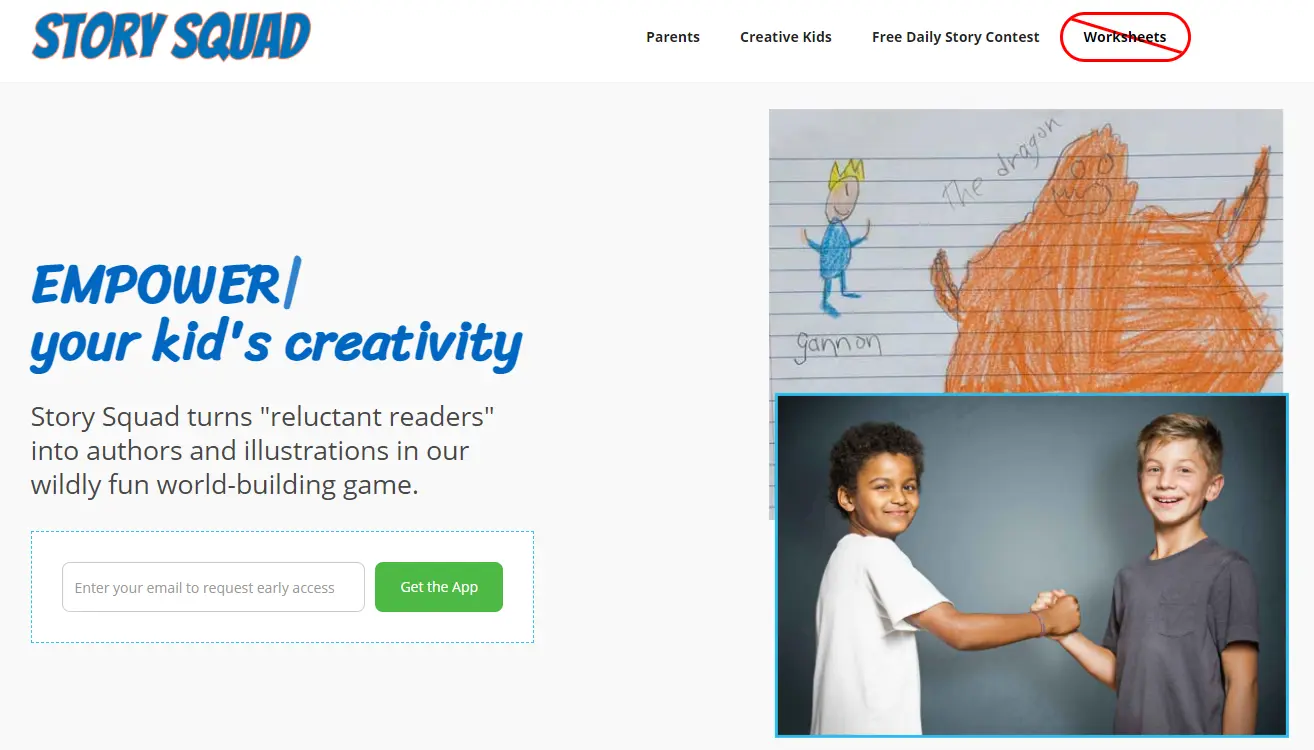 STORY SQUAD
Parents Creative Kids Free Daily Story Contest Worksheets
EMPOWER
your kid's creativity
Story Squad turns "reluctant readers"
into authors and illustrations in our
wildly fun world-building game.
Enter your email to request early access
Get the App
The dragon
gannon